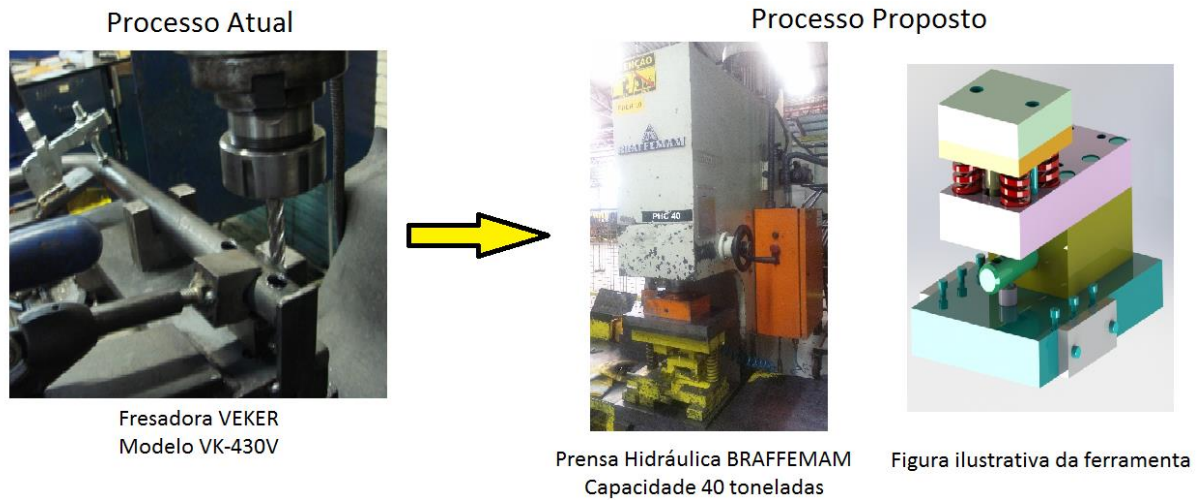 Processo Atual
Processo Proposto
BRAFFEMAM
PHC 40
Fresadora VEKER
Modelo VK-430V
Prensa Hidráulica BRAFFEMAM
Capacidade 40 toneladas
Figura ilustrativa da ferramenta